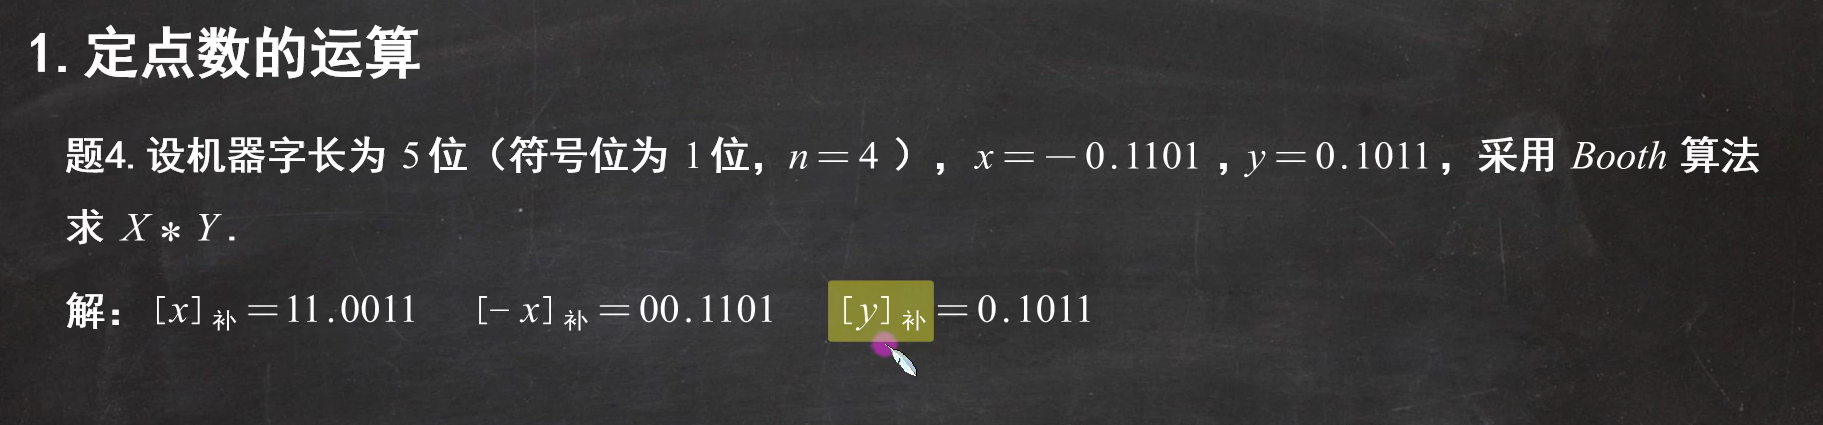 1. 定点数的运算
题4. 设机器字长为 5 位（符号位为 1 位，n = 4 ），x = － 0.1101 ，y = 0.1011，采用 Booth 算法
求 X * Y .
解：[x]补 = 11.0011 [- x]补 = 00.1101 [y]补 = 0.1011